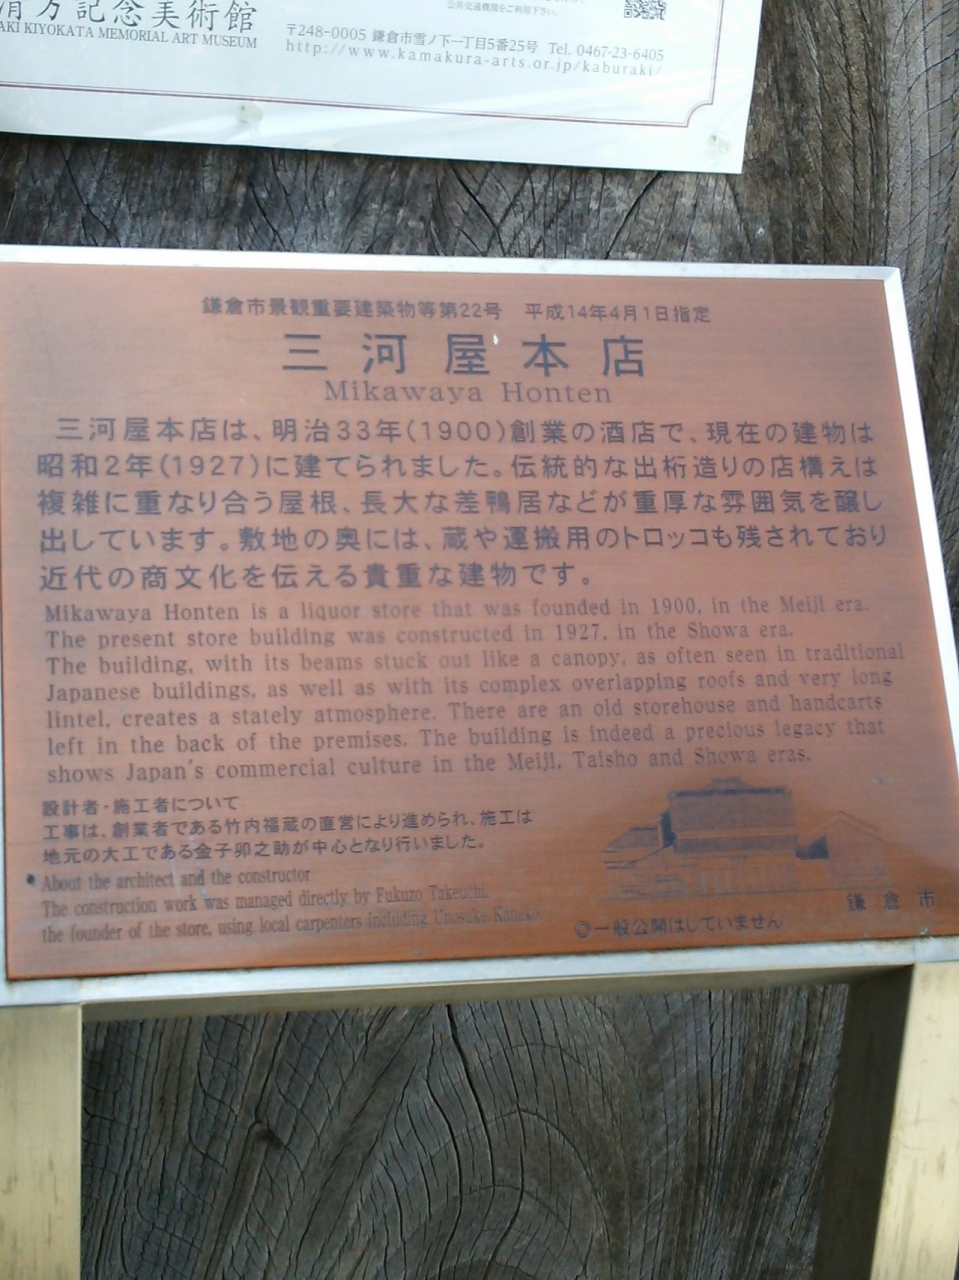 清方記念美術館
AKI KIYOKATA MEMORIAL ART MUSEUM
公共交通機関をご利用下さい。
〒248-0005 鎌倉市雪ノ下一丁目5番25号 Tel. 0467-23-6405
http://www.kamakura-arts.or.jp/kaburaki/
鎌倉市景観重要建築物等第22号 平成14年4月1日指定
三河屋本店
Mikawaya Honten
三河屋本店は、明治33年(1900)創業の酒店で、現在の建物は
昭和2年(1927)に建てられました。伝統的な出桁造りの店構えは
複雑に重なり合う屋根、長大な差鴨居などが重厚な雰囲気を醸し
出しています。敷地の奥には、蔵や運搬用のトロッコも残されており
近代の商文化を伝える貴重な建物です。
Mikawaya Honten is a liquor store that was founded in 1900, in the Meiji era.
The present store building was constructed in 1927, in the Showa era.
The building, with its beams stuck out like a canopy, as often seen in traditional
Japanese buildings, as well as with its complex overlapping roofs and very long
lintel, creates a stately atmosphere. There are an old storehouse and handcarts
left in the back of the premises. The building is indeed a precious legacy that
shows Japan's commercial culture in the Meiji, Taisho and Showa eras.
設計者・施工者について
工事は、創業者である竹内福蔵の直営により進められ、施工は
地元の大工である金子卯之助が中心となり行いました。
About the architect and the constructor
The construction work was managed directly by Fukuzo Takeuchi,
the founder of the store, using local carpenters including Unosuke Kaneko.
鎌倉市
◎一般公開はしていません